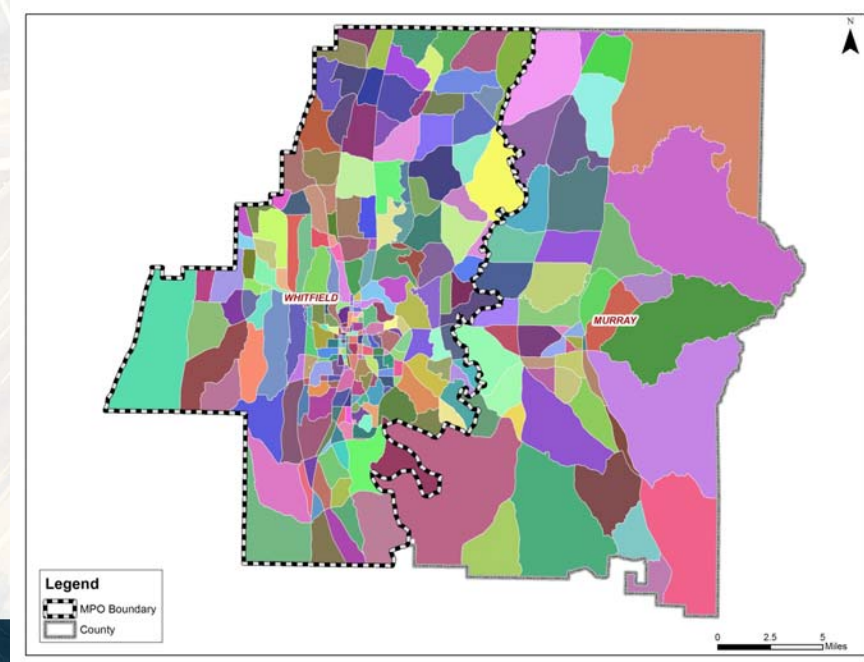 N
WHITFIELD
MURRAY
Legend
MPO Boundary
County
0 2.5 5
Miles